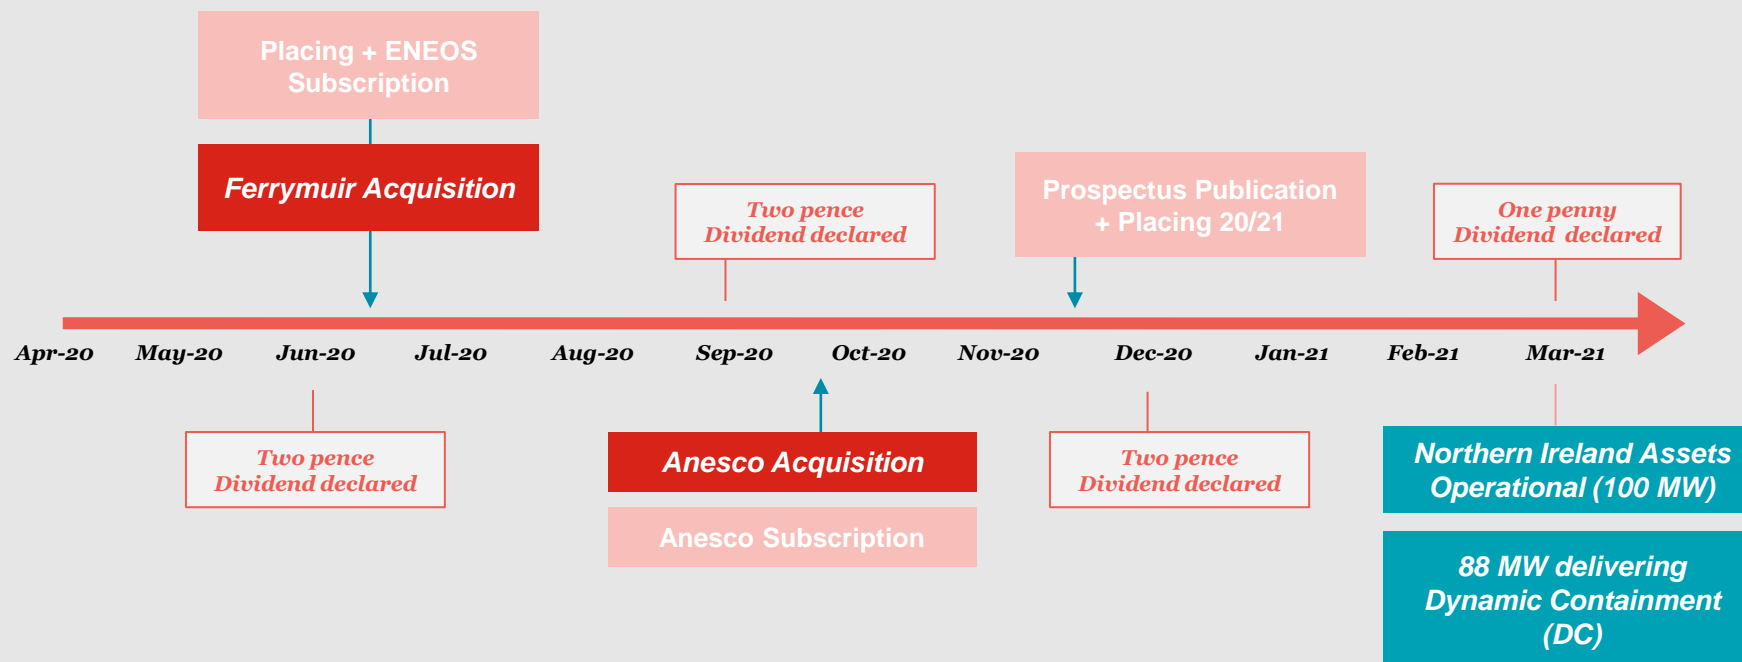 Placing + ENEOS
Subscription
Ferrymuir Acquisition
Two pence
Dividend declared
Prospectus Publication
+ Placing 20/21
One penny
Dividend declared
Apr-20 May-20 Jun-20 Jul-20 Aug-20 Sep-20 Oct-20 Nov-20 Dec-20 Jan-21 Feb-21 Mar-21
Two pence
Dividend declared
Anesco Acquisition
Anesco Subscription
Two pence
Dividend declared
Northern Ireland Assets
Operational (100 MW)
88 MW delivering
Dynamic Containment
(DC)